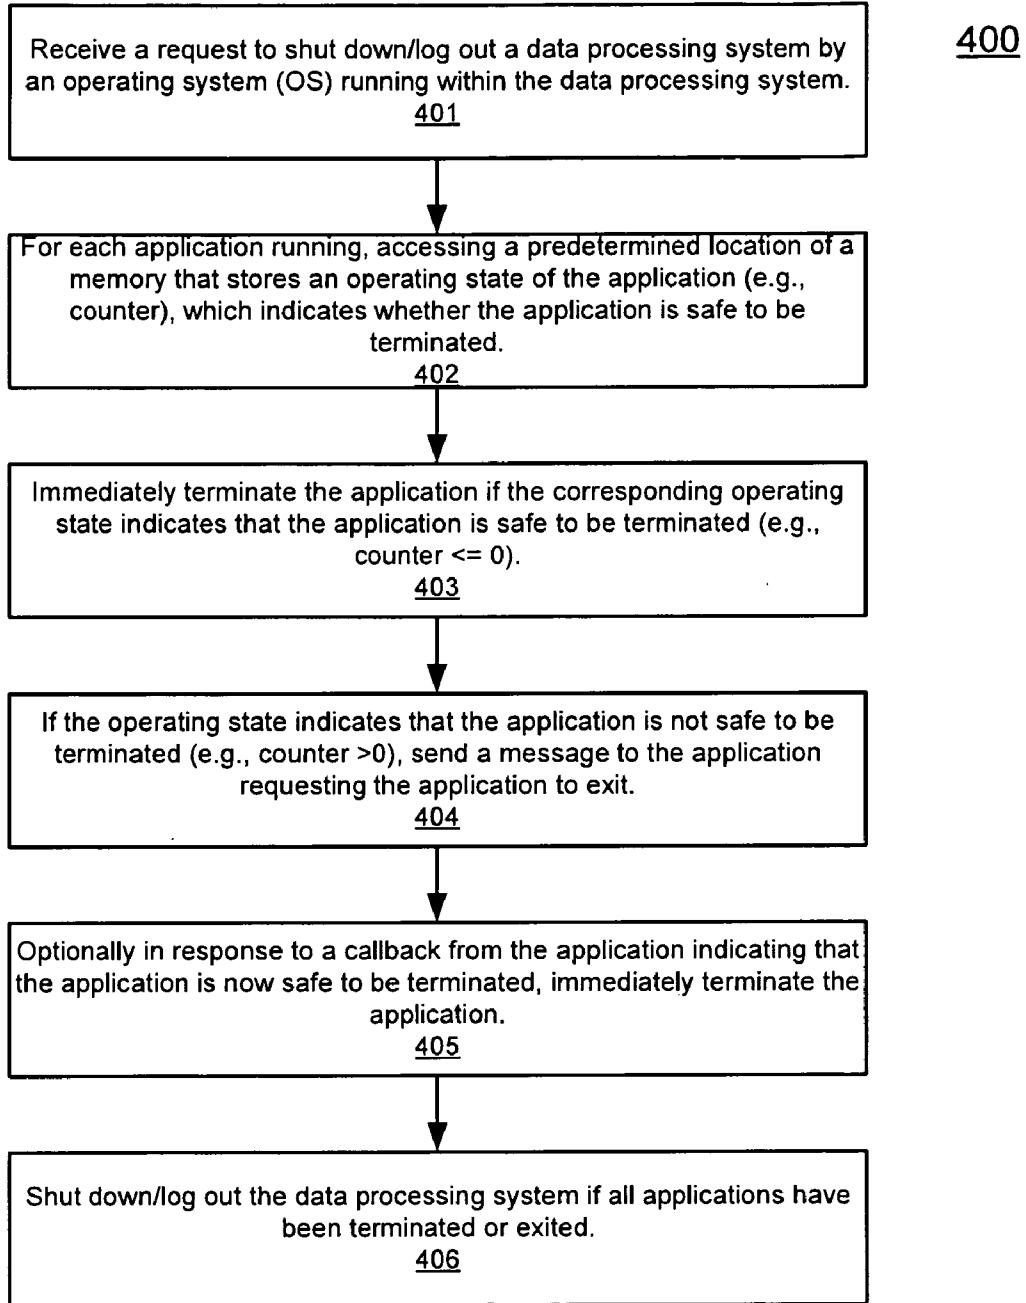 400
Receive a request to shut down/log out a data processing system by
an operating system (OS) running within the data processing system.
401
For each application running, accessing a predetermined location of a
memory that stores an operating state of the application (e.g.,
counter), which indicates whether the application is safe to be
terminated.
402
Immediately terminate the application if the corresponding operating
state indicates that the application is safe to be terminated (e.g.,
counter <= 0).
403
If the operating state indicates that the application is not safe to be
terminated (e.g., counter >0), send a message to the application
requesting the application to exit.
404
Optionally in response to a callback from the application indicating that
the application is now safe to be terminated, immediately terminate the
application.
405
Shut down/log out the data processing system if all applications have
been terminated or exited.
406